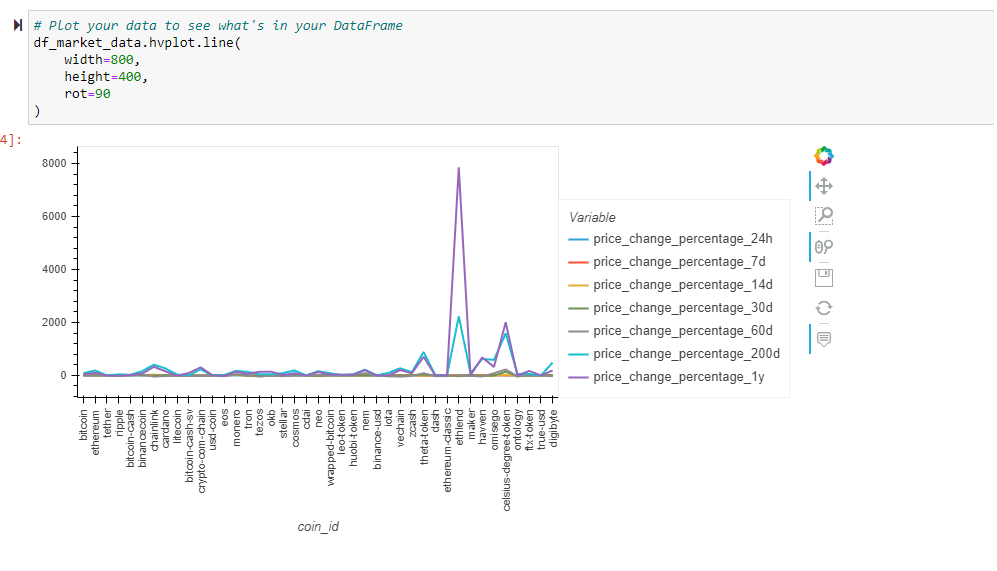 # Plot your data to see what's in your DataFrame
df_market_data.hvplot.line(
    width=800,
    height=400,
    rot=90
)
4]:
8000
6000
4000
2000
0
Variable
price_change_percentage_24h
price_change_percentage_7d
price_change_percentage_14d
price_change_percentage_30d
price_change_percentage_60d
price_change_percentage_200d
price_change_percentage_1y
bitcoin
ethereum
tether
ripple
bitcoin-cash
binancecoin
chainlink
cardano
litecoin
bitcoin-cash-sv
crypto-com-chain
usd-coin
eos
monero
tron
tezos
okb
stellar
cosmos
cdai
neo
wrapped-bitcoin
leo-token
huobi-token
nem
binance-usd
iota
vechain
zcash
theta-token
dash
ethereum-classic
ethlend
maker
havven
omisego
celsius-degree-token
ontology
ftx-token
true-usd
digibyte
coin_id